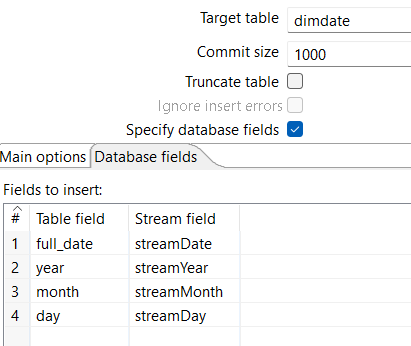 Target table dimdate
Commit size 1000
Truncate table
Ignore insert errors
Specify database fields
Main options Database fields
Fields to insert:
# Table field Stream field
1 full_date streamDate
2 year streamYear
3 month streamMonth
4 day streamDay